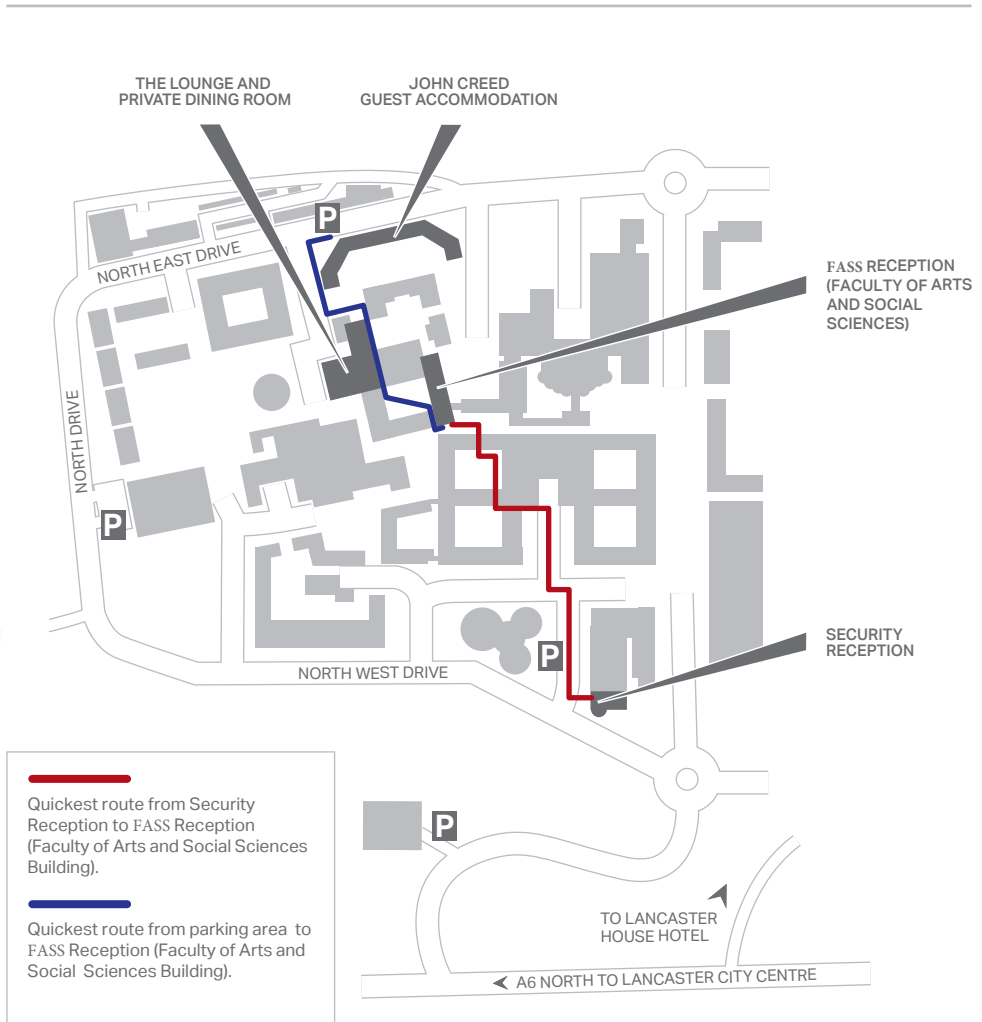 THE LOUNGE AND
PRIVATE DINING ROOM
JOHN CREED
GUEST ACCOMMODATION
P
NORTH EAST DRIVE
FASS RECEPTION
(FACULTY OF ARTS
AND SOCIAL
SCIENCES)
NORTH DRIVE
P
SECURITY
RECEPTION
P
NORTH WEST DRIVE
Quickest route from Security
Reception to FASS Reception
(Faculty of Arts and Social Sciences
Building).
P
Quickest route from parking area to
FASS Reception (Faculty of Arts and
Social Sciences Building).
TO LANCASTER
HOUSE HOTEL
A6 NORTH TO LANCASTER CITY CENTRE